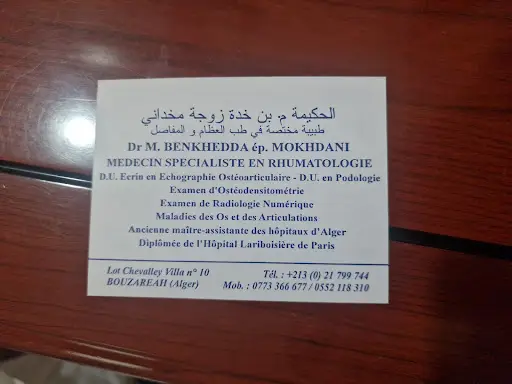 الحكيمة م. بن خدة زوجة مخداني
طبيبة مختصة في طب العظام و المفاصل
Dr M. BENKHEDDA ép. MOKHDANI
MEDECIN SPECIALISTE EN RHUMATOLOGIE
D.U. Ecrin en Echographie Ostéoarticulaire - D.U. en Podologie
Examen d'Ostéodensitométrie
Examen de Radiologie Numérique
Maladies des Os et des Articulations
Ancienne maître-assistante des hôpitaux d'Alger
Diplômée de l'Hôpital Lariboisière de Paris
Lot Chevalley Villa n° 10
BOUZAREAH (Alger)
Tél. : +213 (0) 21 799 744
Mob. : 0773 366 677 / 0552 118 310